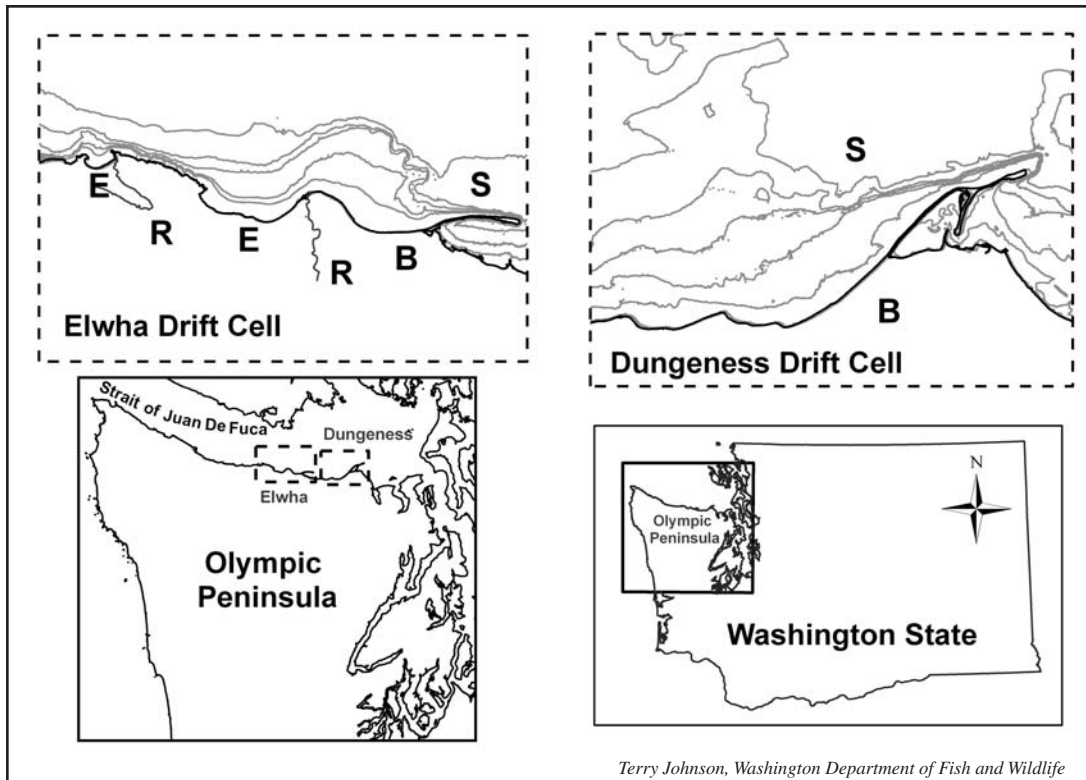 E
R
E
R
B
S
Elwha Drift Cell
S
B
Dungeness Drift Cell
Strait of Juan De Fuca
Dungeness
Elwha
Olympic
Peninsula
N
Olympic
Peninsula
Washington State
Terry Johnson, Washington Department of Fish and Wildlife